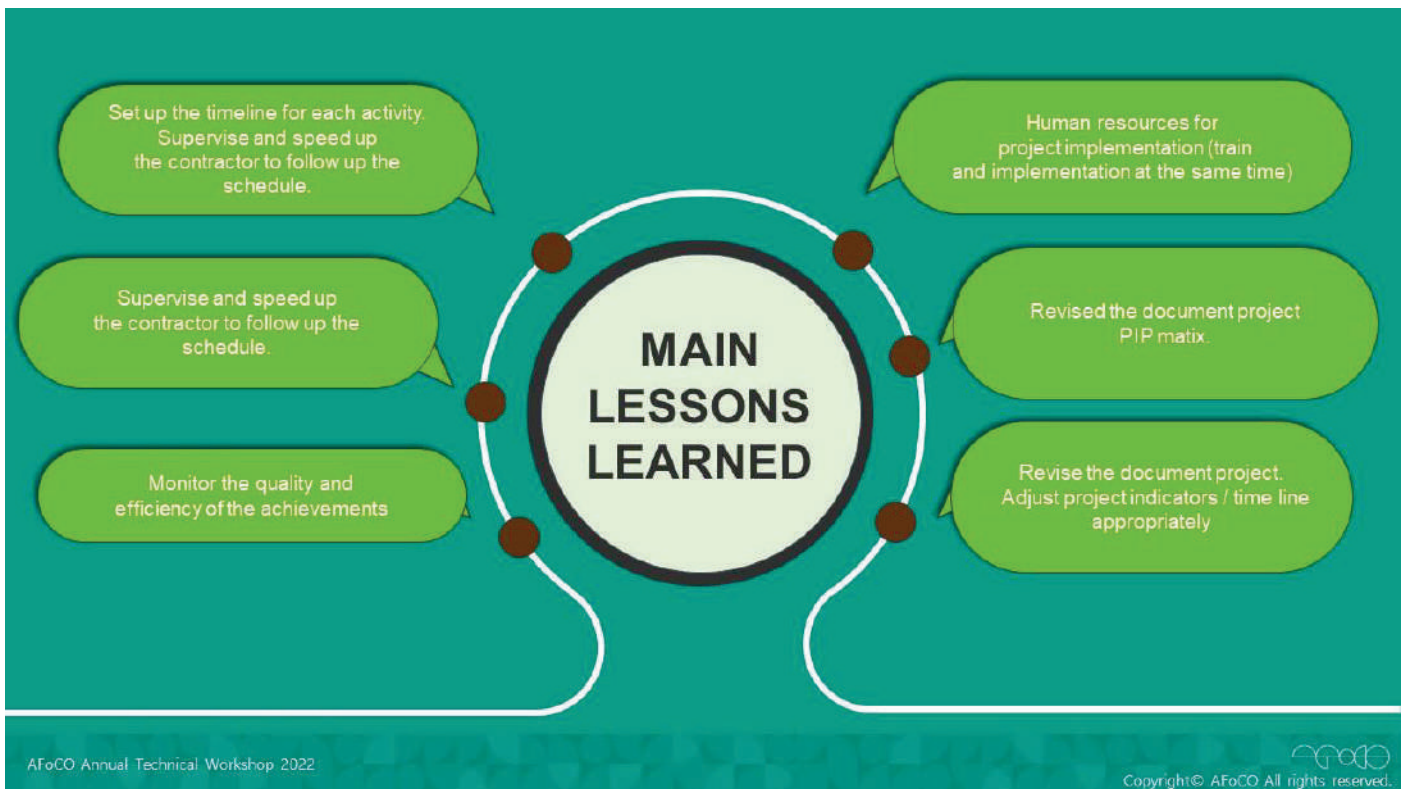 Set up the timeline for each activity.
Supervise and speed up
the contractor to follow up the
schedule.
Supervise and speed up
the contractor to follow up the
schedule.
Monitor the quality and
efficiency of the achievements
MAIN
LESSONS
LEARNED
Human resources for
project implementation (train
and implementation at the same time)
Revised the document project
PIP matix.
Revise the document project.
Adjust project indicators / time line
appropriately
AFoCO Annual Technical Workshop 2022
AFoCO
Copyright© AFoCO All rights reserved.